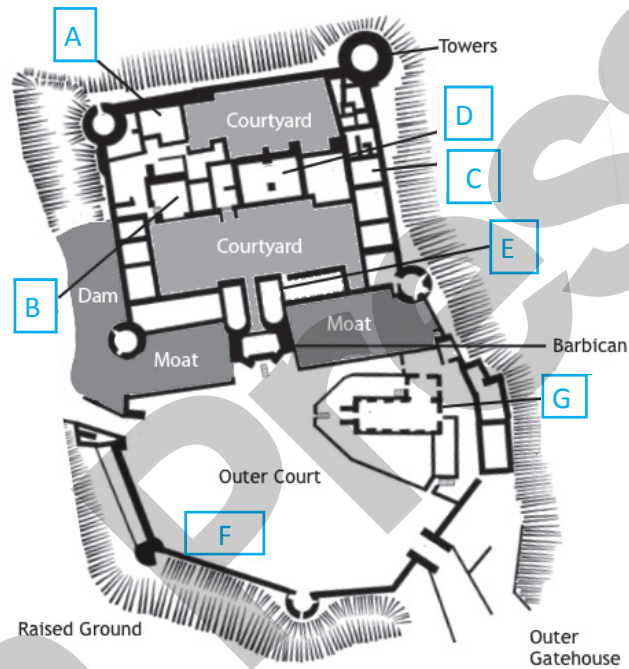 A
Towers
Courtyard
D
C
Courtyard
E
B
Dam
Moat
Moat
Barbican
G
Outer Court
F
Raised Ground
Outer
Gatehouse